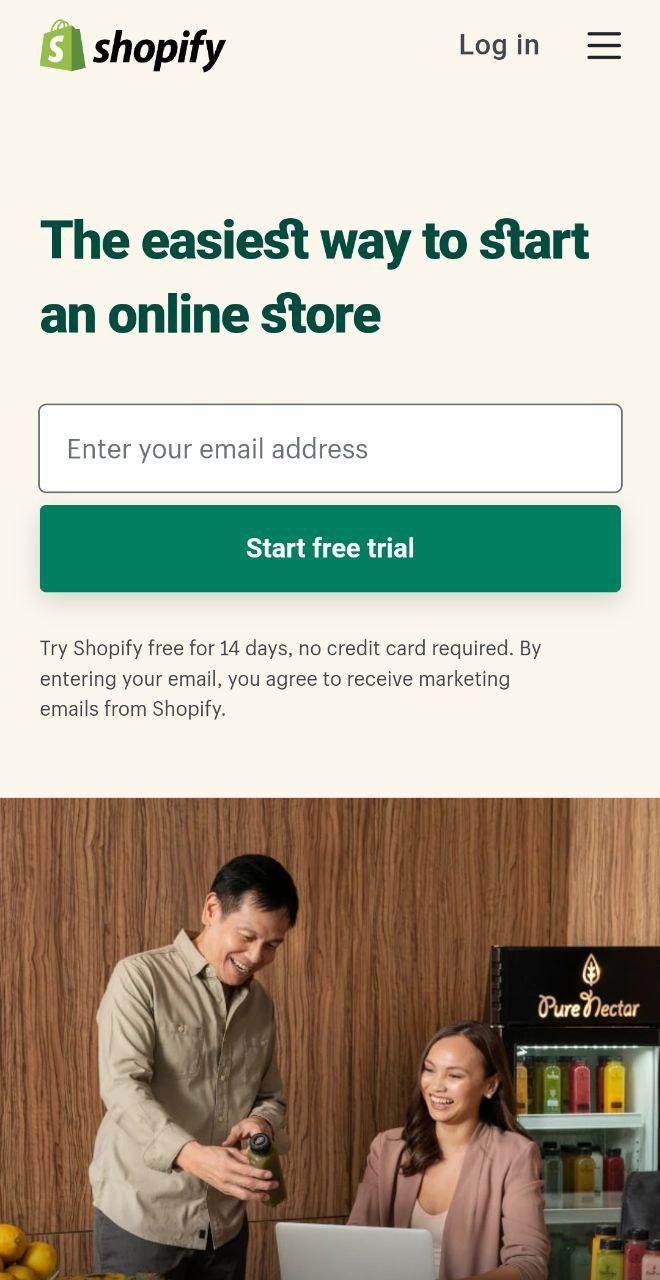 shopify
Log in
The easiest way to start
an online store
Enter your email address
Start free trial
Try Shopify free for 14 days, no credit card required. By
entering your email, you agree to receive marketing
emails from Shopify.
Pure Nectar